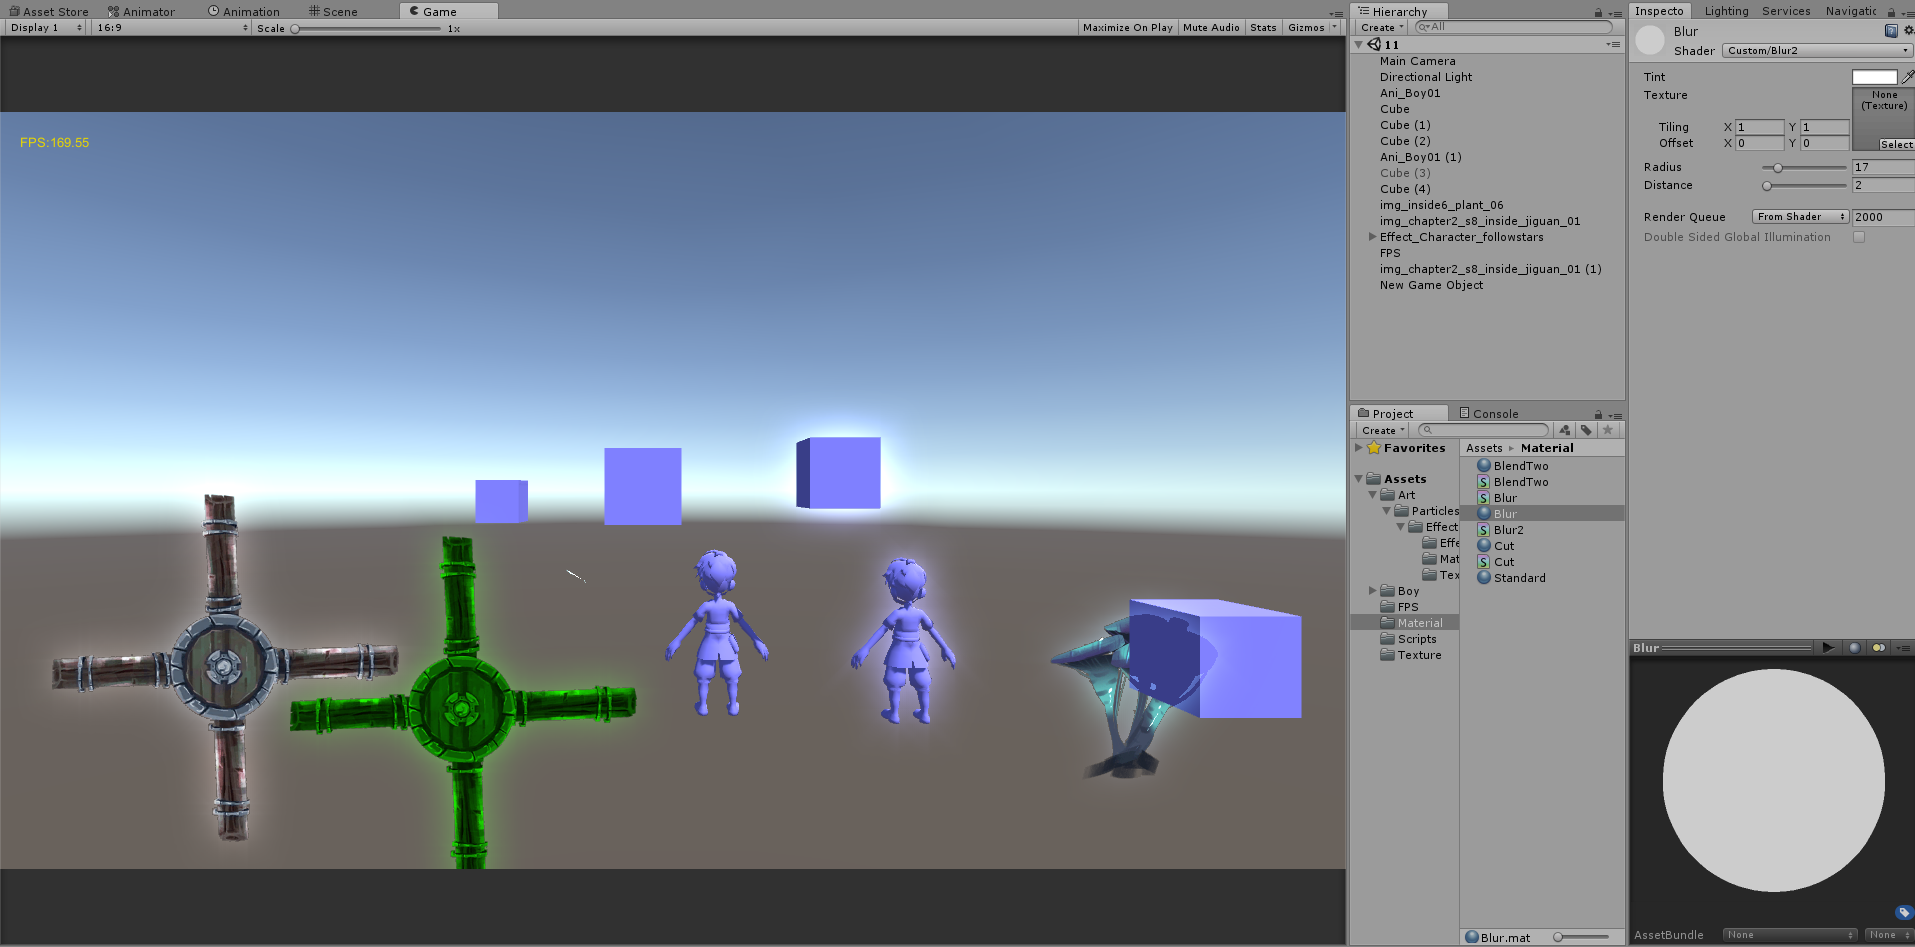 Asset Store Animator Animation Scene Game
Display 1 16:9 Scale 1x Maximize On Play Mute Audio Stats Gizmos
FPS:169.55
Hierarchy
Create All
11
Main Camera
Directional Light
Ani_Boy01
Cube
Cube (1)
Cube (2)
Ani_Boy01 (1)
Cube (3)
Cube (4)
img_inside6_plant_06
img_chapter2_s8_inside_jiguan_01
Effect_Character_followstars
FPS
img_chapter2_s8_inside_jiguan_01 (1)
New Game Object
Project Console
Create
Favorites
Assets
Art
Particles
Effect
Effe
Mat
Tex
Boy
FPS
Material
Scripts
Texture
Assets Material
BlendTwo
BlendTwo
Blur
Blur
Blur2
Cut
Cut
Standard
Blur.mat
Inspecto Lighting Services Navigatic
Blur
Shader Custom/Blur2
Tint
Texture
None
(Texture)
Tiling X 1 Y 1
Offset X 0 Y 0
Select
Radius 17
Distance 2
Render Queue From Shader 2000
Double Sided Global Illumination
Blur
AssetBundle None None